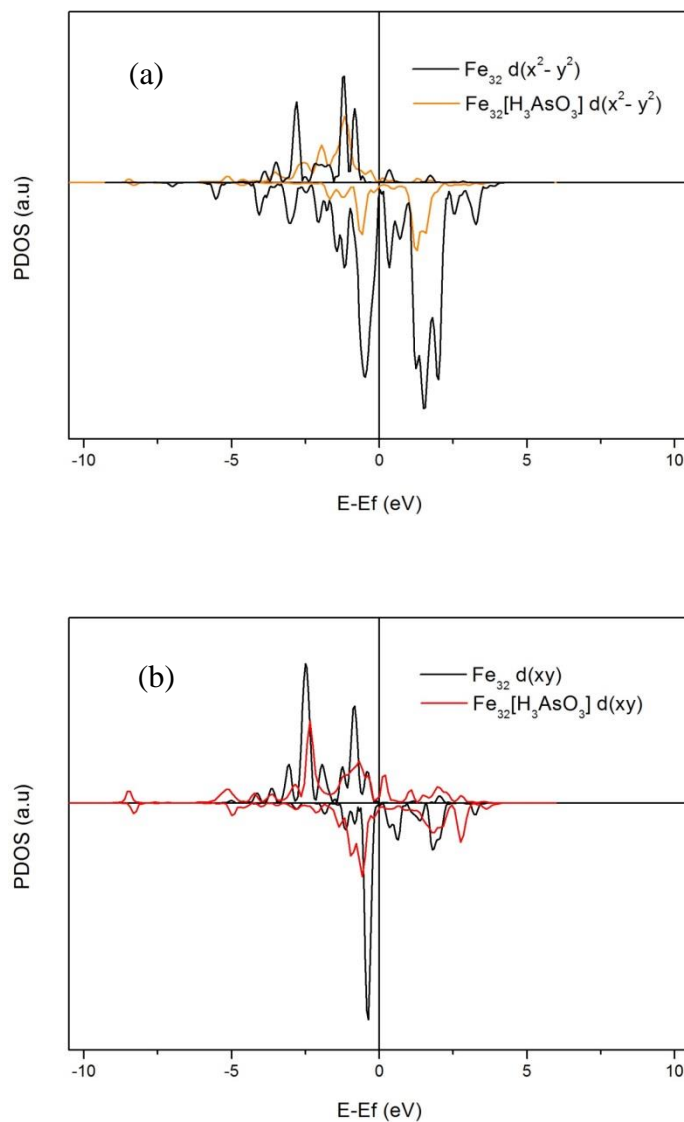 (a)
Fe₃₂ d(x²- y²)
Fe₃₂[H₃AsO₃] d(x²- y²)
PDOS (a.u)
-10 -5 0 5 10
E-Ef (eV)
(b)
Fe₃₂ d(xy)
Fe₃₂[H₃AsO₃] d(xy)
PDOS (a.u)
-10 -5 0 5 10
E-Ef (eV)